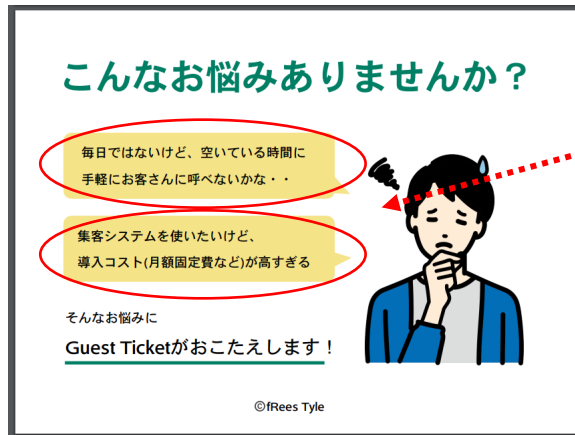 こんなお悩みありませんか？
毎日ではないけど、空いている時間に
手軽にお客さんに呼べないかな・・
集客システムを使いたいけど、
導入コスト(月額固定費など)が高すぎる
そんなお悩みに
Guest Ticketがおこたえします！
©fRees Tyle